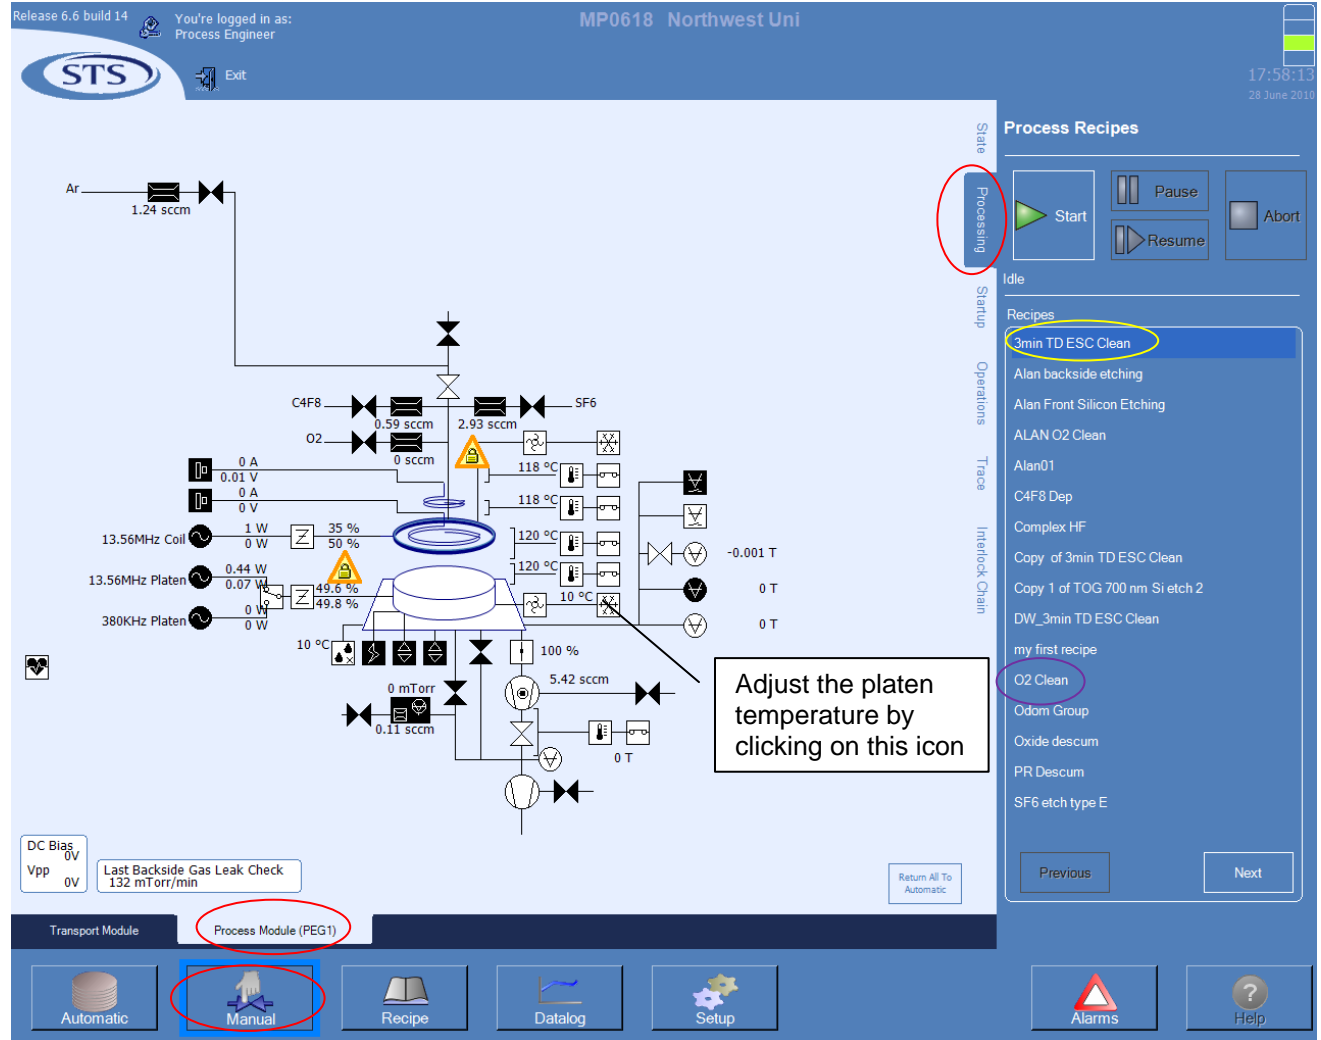 Release 6.6 build 14
You're logged in as:
Process Engineer
MP0618 Northwest Uni
STS
Exit
17:58:13
28 June 2010
State
Processing
Startup
Operations
Trace
Interlock Chain
Process Recipes
Start
Pause
Resume
Abort
Idle
Recipes
3min TD ESC Clean
Alan backside etching
Alan Front Silicon Etching
ALAN O2 Clean
Alan01
C4F8 Dep
Complex HF
Copy of 3min TD ESC Clean
Copy 1 of TOG 700 nm Si etch 2
DW_3min TD ESC Clean
my first recipe
O2 Clean
Odom Group
Oxide descum
PR Descum
SF6 etch type E
Previous
Next
Ar
1.24 sccm
C4F8
SF6
0.59 sccm
2.93 sccm
O2
0 sccm
0 A
0.01 V
0 A
0 V
118 °C
118 °C
120 °C
120 °C
13.56MHz Coil
1 W
0 W
Z
35 %
50 %
13.56MHz Platen
0.44 W
0.07 W
Z
49.6 %
49.8 %
380KHz Platen
0 W
0 W
10 °C
-0.001 T
0 T
0 T
10 °C
100 %
0 mTorr
5.42 sccm
0.11 sccm
0 T
Adjust the platen
temperature by
clicking on this icon
DC Bias
0V
Vpp
0V
Last Backside Gas Leak Check
132 mTorr/min
Return All To
Automatic
Transport Module
Process Module (PEG1)
Automatic
Manual
Recipe
Datalog
Setup
Alarms
?
Help